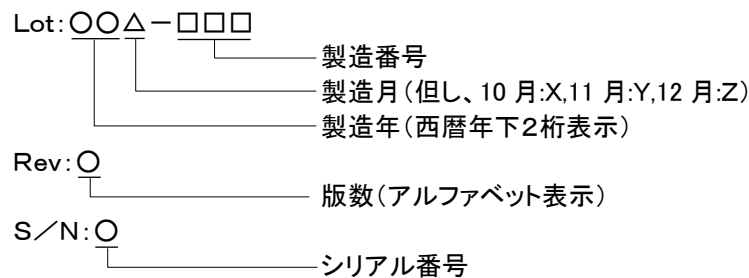 Lot:○○△－□□□
製造番号
製造月(但し、10 月:X,11 月:Y,12 月:Z)
製造年(西暦年下２桁表示)
Rev:○
版数(アルファベット表示)
S／N:○
シリアル番号